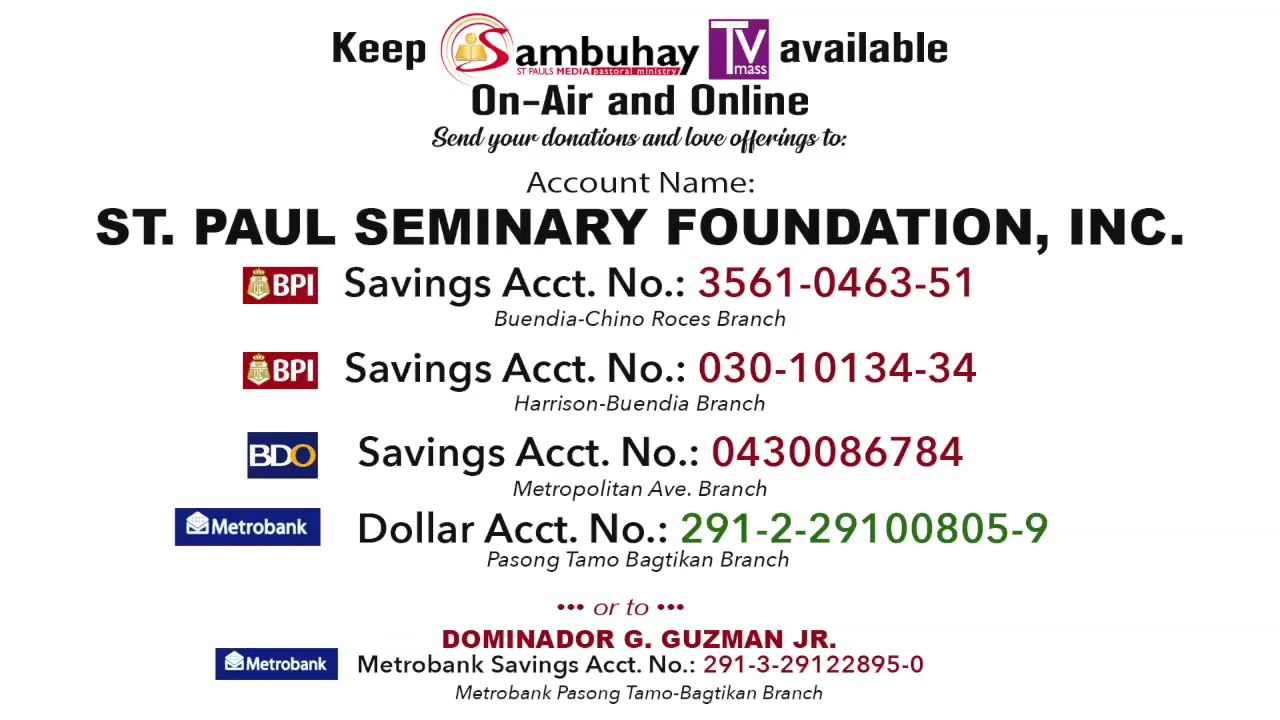 Keep Sambuhay TV mass available
ST PAULS MEDIA pastoral ministry
On-Air and Online
Send your donations and love offerings to:
Account Name:
ST. PAUL SEMINARY FOUNDATION, INC.
BPI Savings Acct. No.: 3561-0463-51
Buendia-Chino Roces Branch
BPI Savings Acct. No.: 030-10134-34
Harrison-Buendia Branch
BDO Savings Acct. No.: 0430086784
Metropolitan Ave. Branch
Metrobank Dollar Acct. No.: 291-2-29100805-9
Pasong Tamo Bagtikan Branch
••• or to •••
DOMINADOR G. GUZMAN JR.
Metrobank Metrobank Savings Acct. No.: 291-3-29122895-0
Metrobank Pasong Tamo-Bagtikan Branch